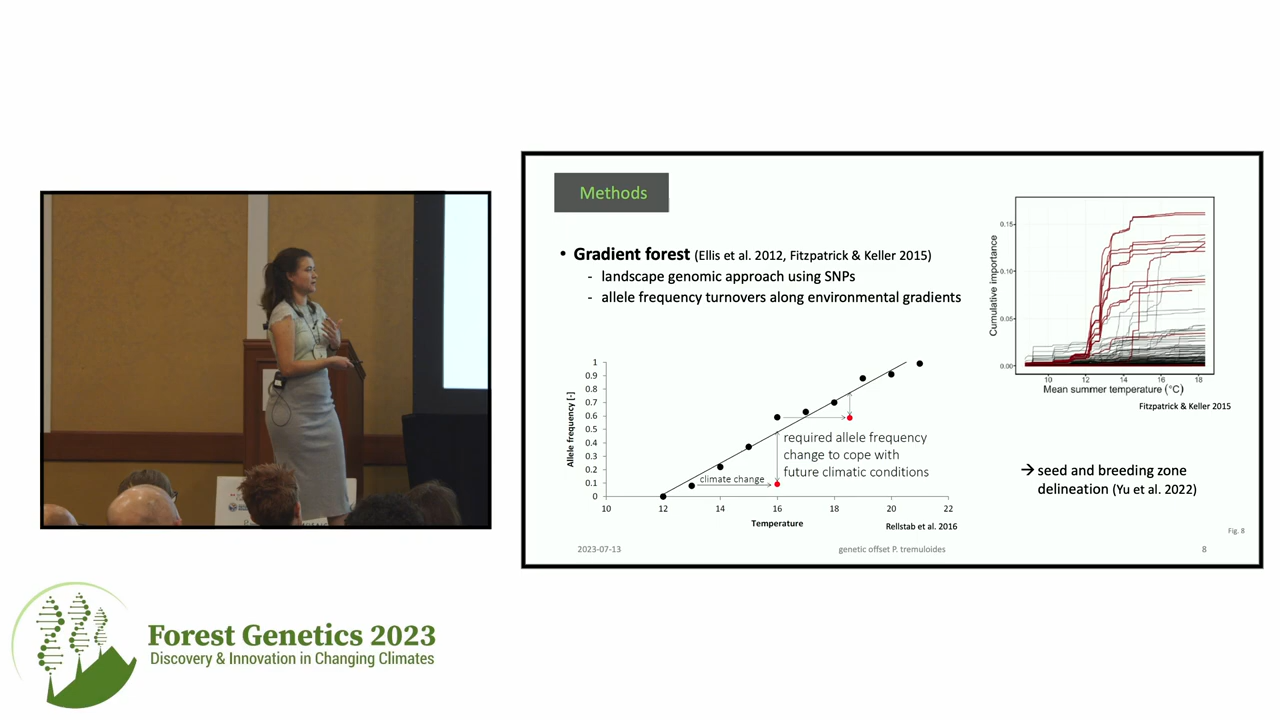 Methods
• Gradient forest (Ellis et al. 2012, Fitzpatrick & Keller 2015)
- landscape genomic approach using SNPs
- allele frequency turnovers along environmental gradients
Allele frequency [-]
1
0.9
0.8
0.7
0.6
0.5
0.4
0.3
0.2
0.1
0
10 12 14 16 18 20 22
Temperature
climate change
required allele frequency
change to cope with
future climatic conditions
Rellstab et al. 2016
Cumulative importance
0.15
0.10
0.05
0.00
10 12 14 16 18
Mean summer temperature (°C)
Fitzpatrick & Keller 2015
→ seed and breeding zone
delineation (Yu et al. 2022)
Fig. 8
2023-07-13 genetic offset P. tremuloides 8
Forest Genetics 2023
Discovery & Innovation in Changing Climates